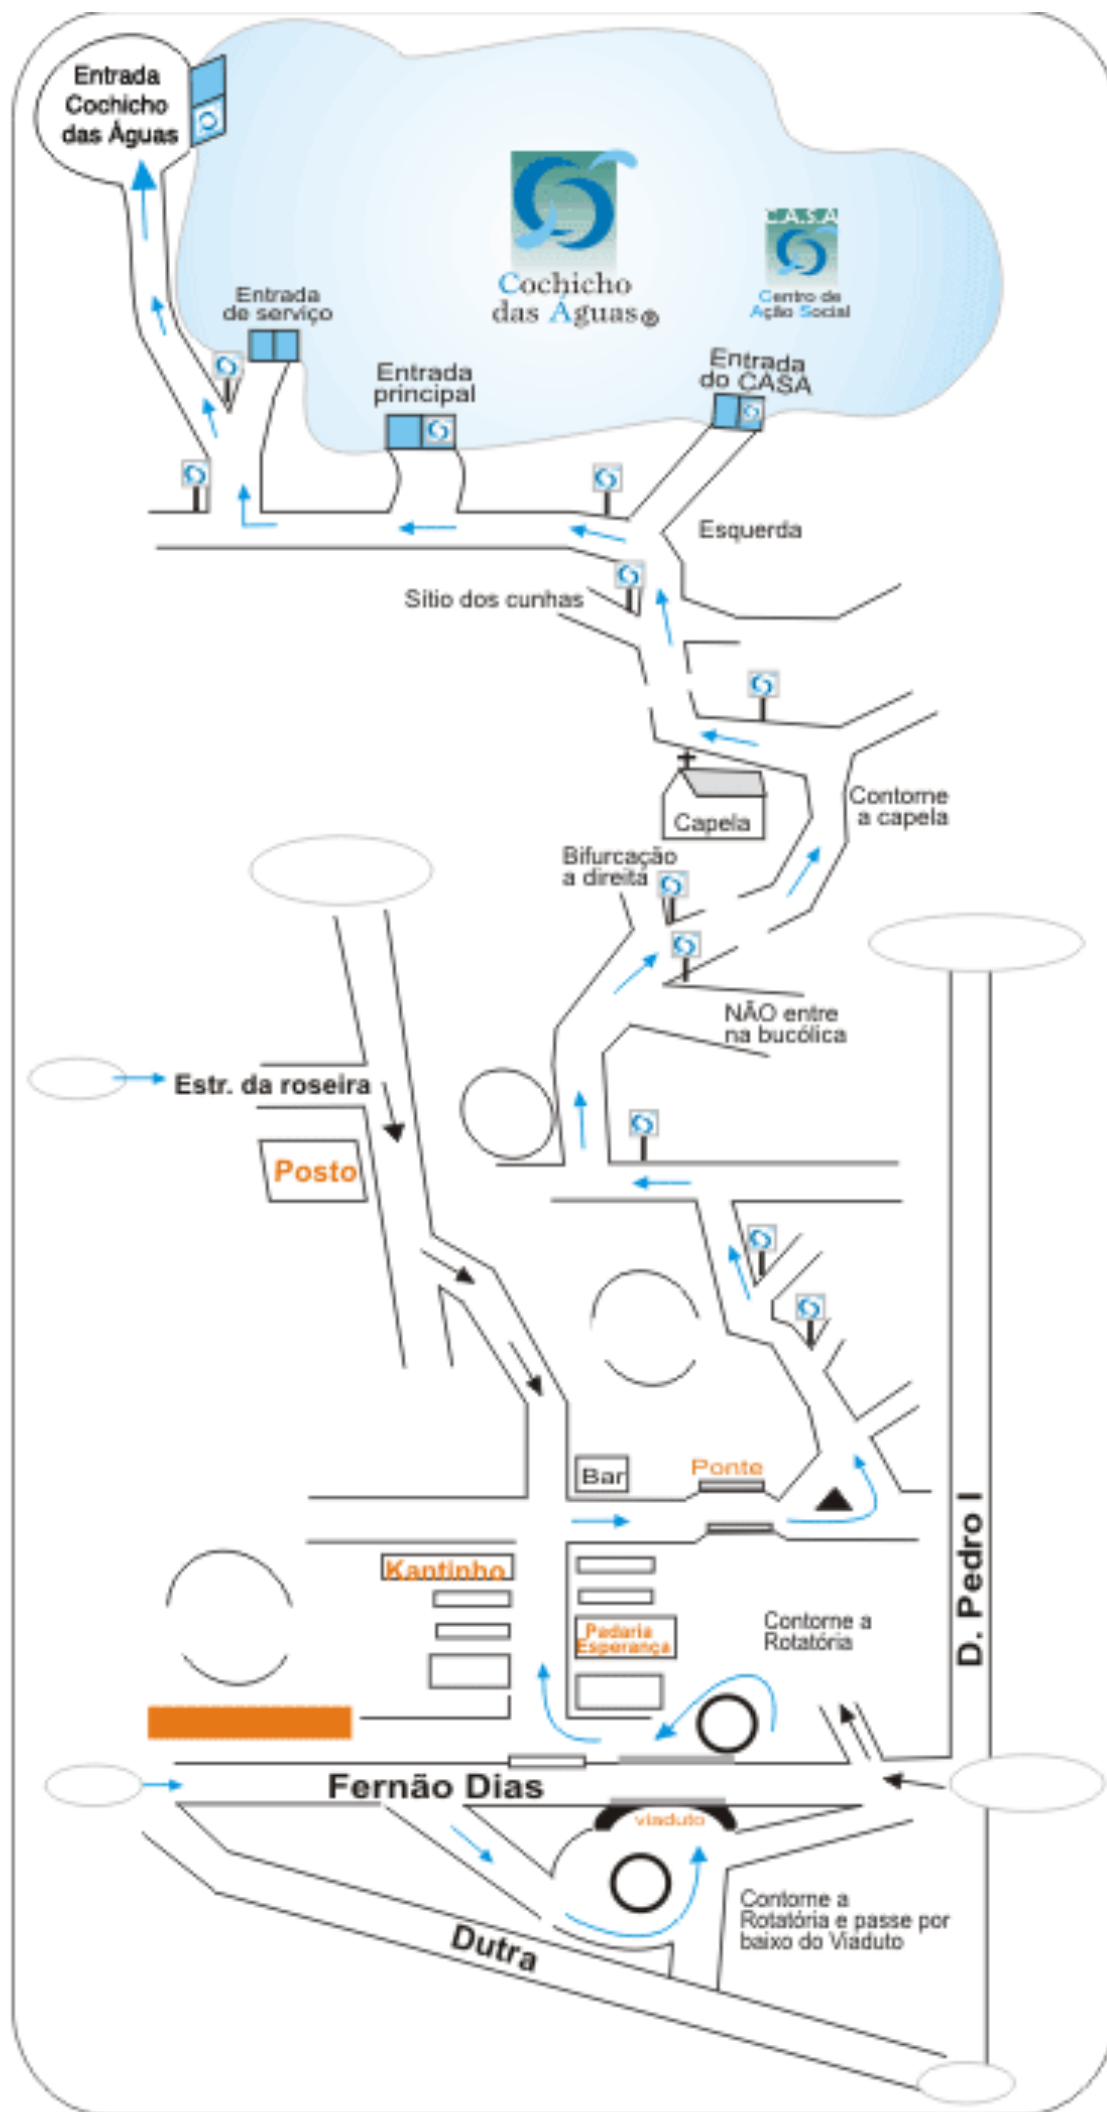 Entrada
Cochicho
das Águas
C.A.S.A
Cochicho
das Águas®
Centro de
Ação Social
Entrada
de serviço
Entrada
principal
Entrada
do CASA
Esquerda
Sítio dos cunhas
Capela
Contorne
a capela
Bifurcação
a direita
NÃO entre
na bucólica
Estr. da roseira
Posto
Bar
Ponte
Kantinho
Padaria
Esperança
Contorne a
Rotatória
D. Pedro I
Fernão Dias
viaduto
Contorne a
Rotatória e passe por
baixo do Viaduto
Dutra